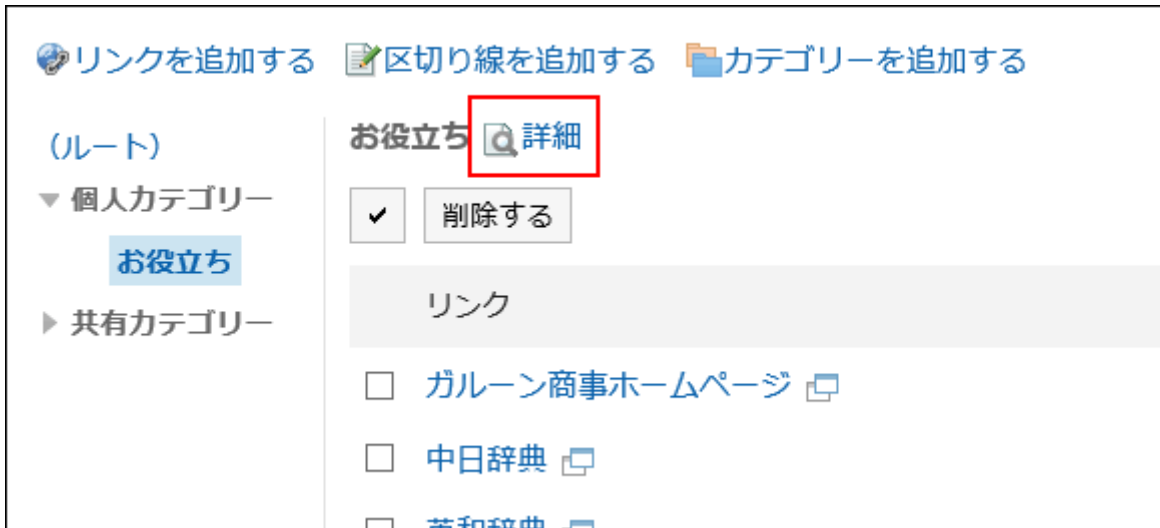 リンクを追加する 区切り線を追加する カテゴリーを追加する
(ルート)
個人カテゴリー
お役立ち
共有カテゴリー
お役立ち 詳細
削除する
リンク
ガルーン商事ホームページ
中日辞典
英和辞典